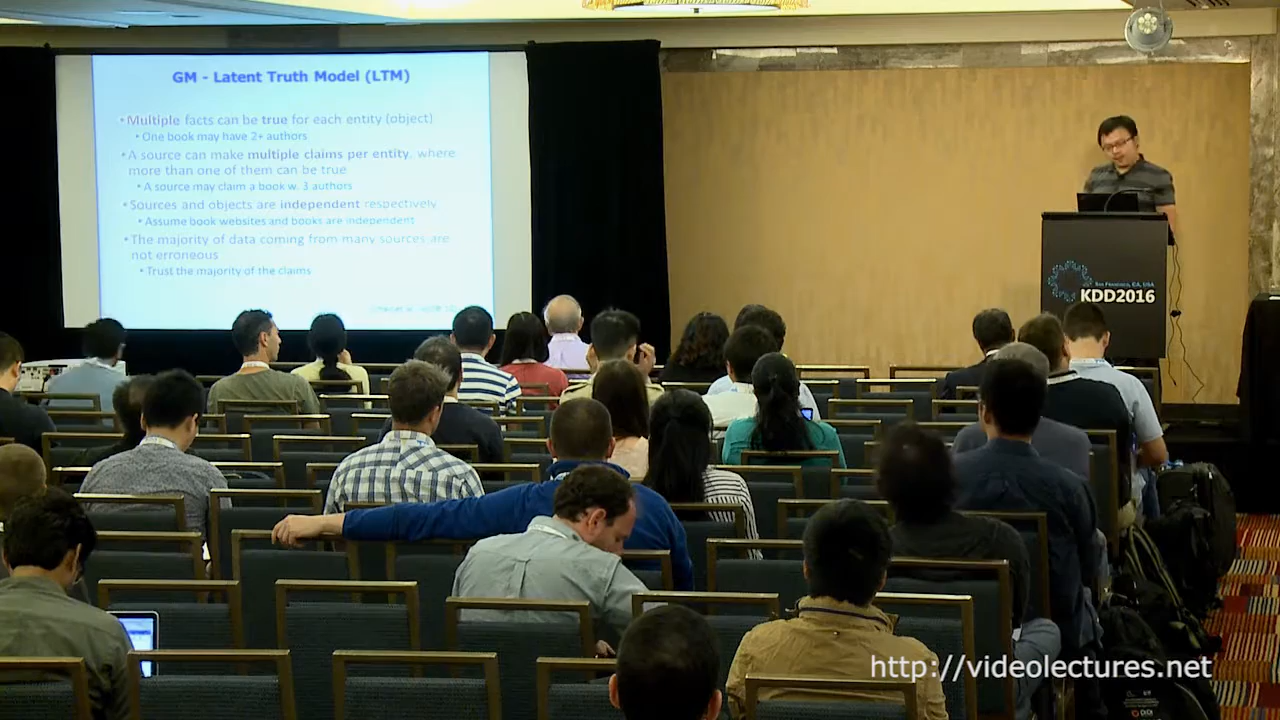 GM - Latent Truth Model (LTM)
• Multiple facts can be true for each entity (object)
• One book may have 2+ authors
• A source can make multiple claims per entity, where
more than one of them can be true
• A source may claim a book w. 3 authors
• Sources and objects are independent respectively
• Assume book websites and books are independent
• The majority of data coming from many sources are
not erroneous
• Trust the majority of the claims
San Francisco, CA, USA
KDD2016
http://videolectures.net